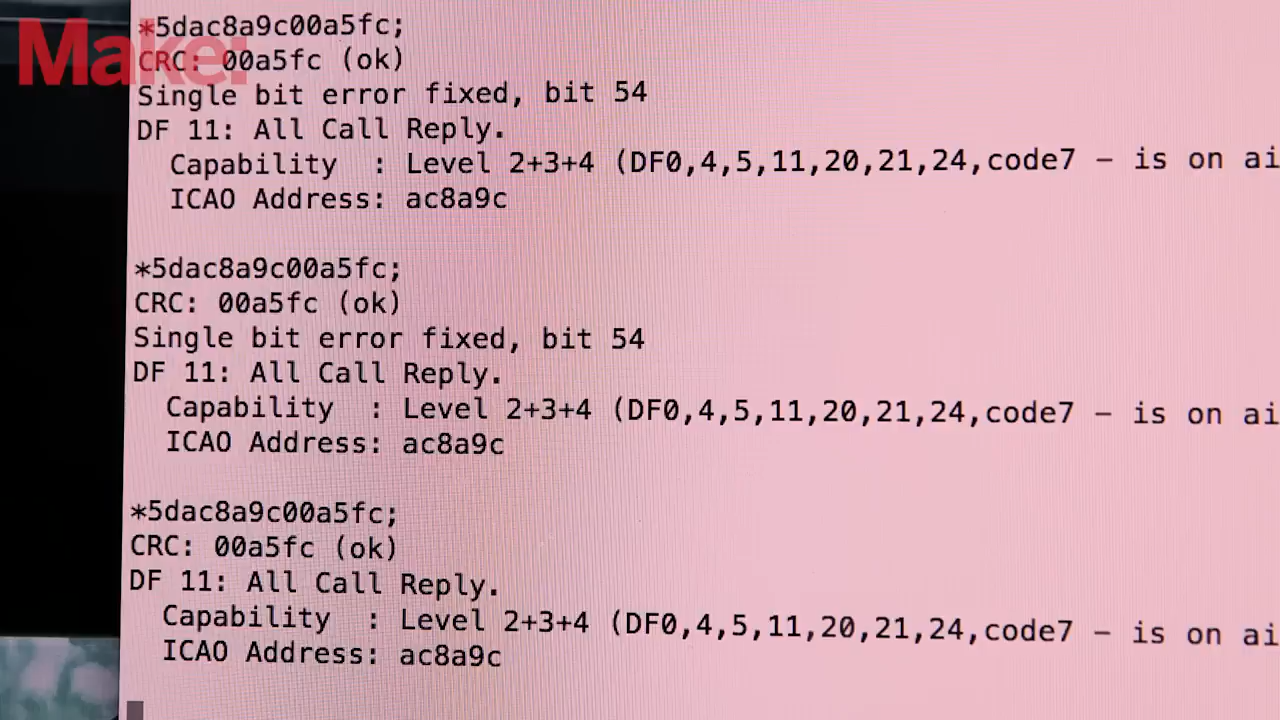 Make:
*5dac8a9c00a5fc;
CRC: 00a5fc (ok)
Single bit error fixed, bit 54
DF 11: All Call Reply.
Capability : Level 2+3+4 (DF0,4,5,11,20,21,24,code7 – is on ai
ICAO Address: ac8a9c
*5dac8a9c00a5fc;
CRC: 00a5fc (ok)
Single bit error fixed, bit 54
DF 11: All Call Reply.
Capability : Level 2+3+4 (DF0,4,5,11,20,21,24,code7 – is on ai
ICAO Address: ac8a9c
*5dac8a9c00a5fc;
CRC: 00a5fc (ok)
DF 11: All Call Reply.
Capability : Level 2+3+4 (DF0,4,5,11,20,21,24,code7 – is on ai
ICAO Address: ac8a9c